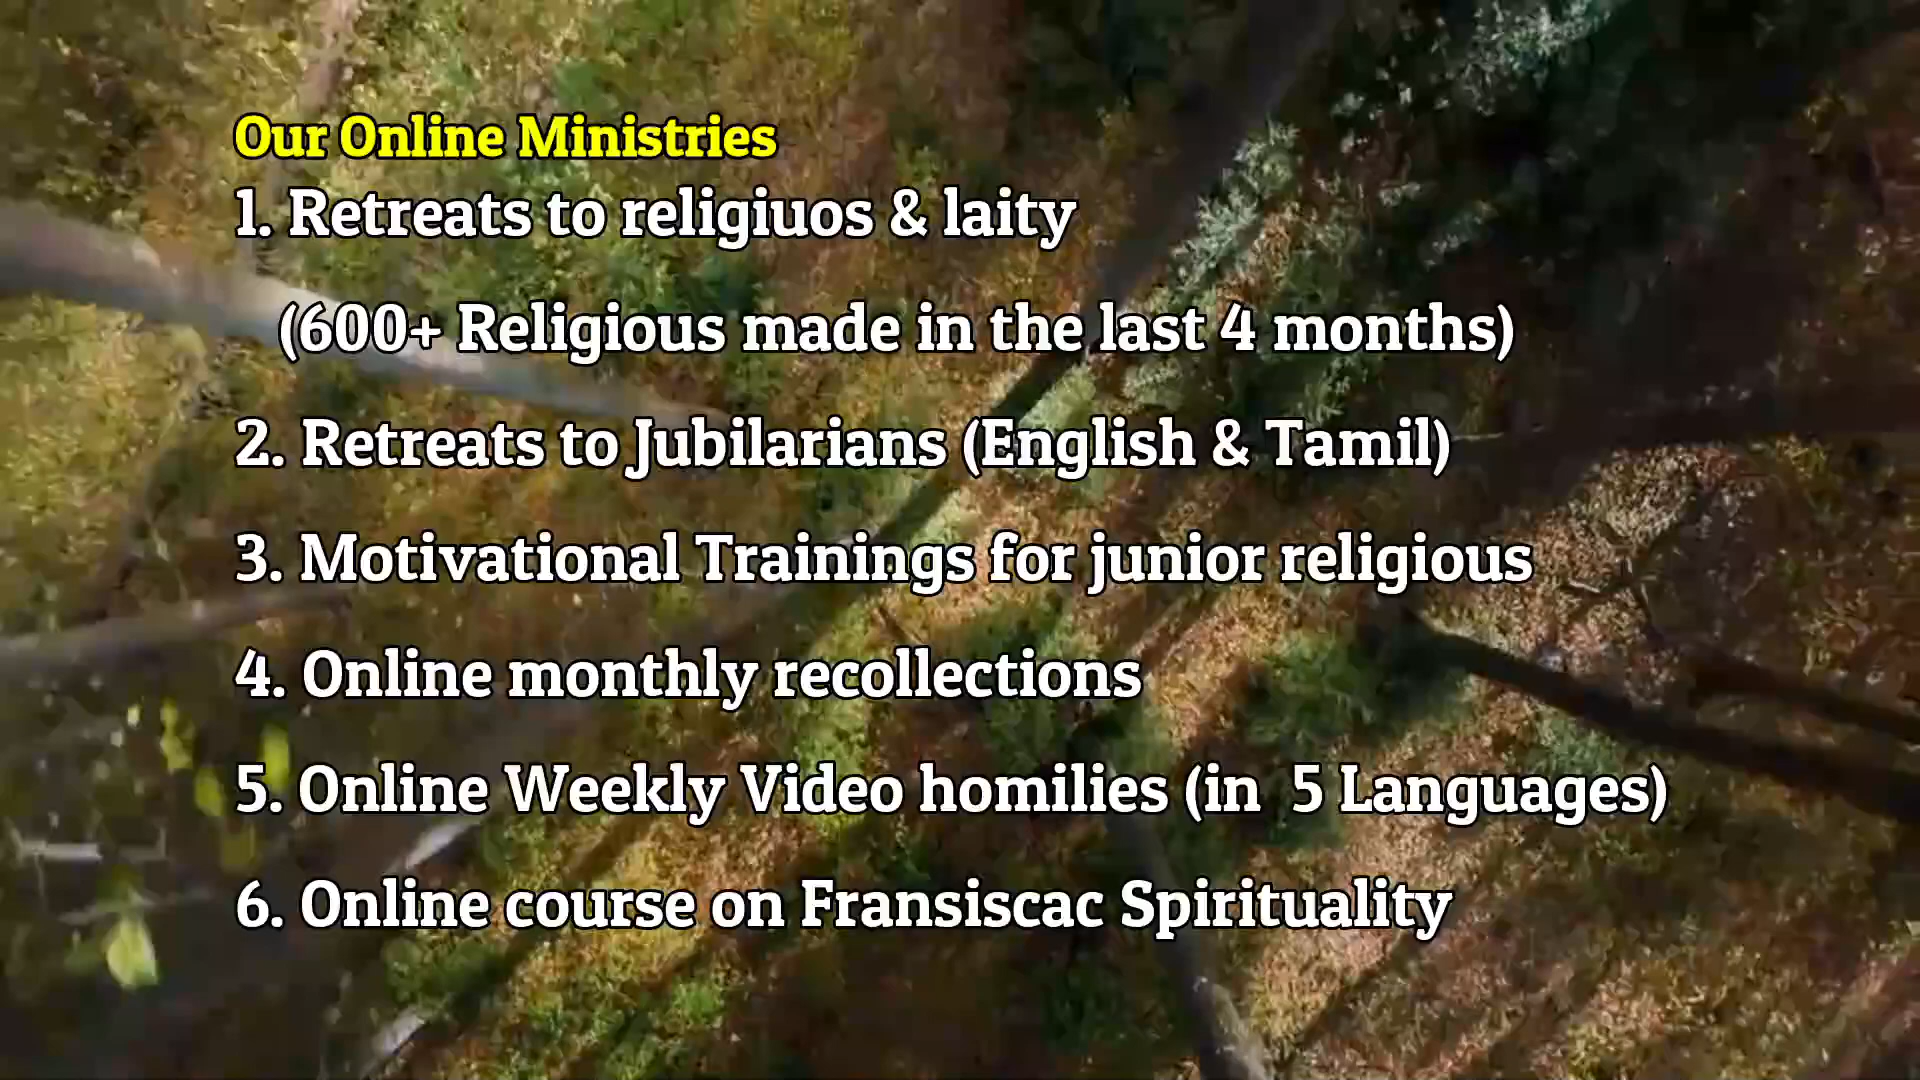 Our Online Ministries
1. Retreats to religiuos & laity
(600+ Religious made in the last 4 months)
2. Retreats to Jubilarians (English & Tamil)
3. Motivational Trainings for junior religious
4. Online monthly recollections
5. Online Weekly Video homilies (in  5 Languages)
6. Online course on Fransiscac Spirituality